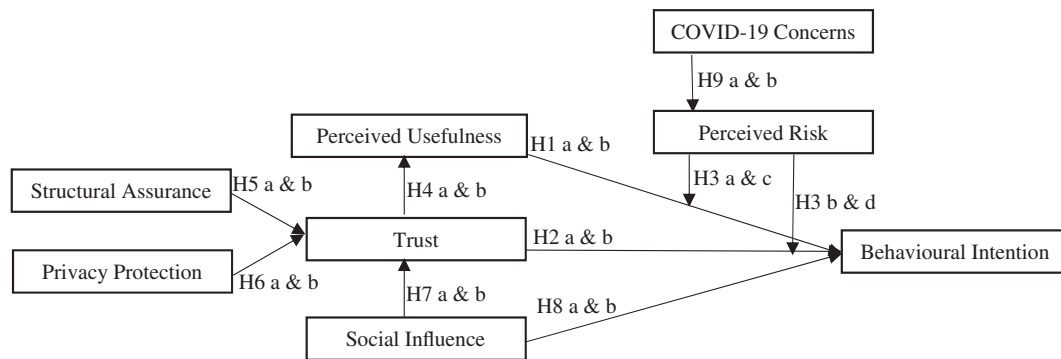 COVID-19 Concerns
H9 a & b
Perceived Usefulness
H1 a & b
Perceived Risk
Structural Assurance
H5 a & b
H4 a & b
H3 a & c
H3 b & d
Trust
H2 a & b
Behavioural Intention
Privacy Protection
H6 a & b
H7 a & b
H8 a & b
Social Influence